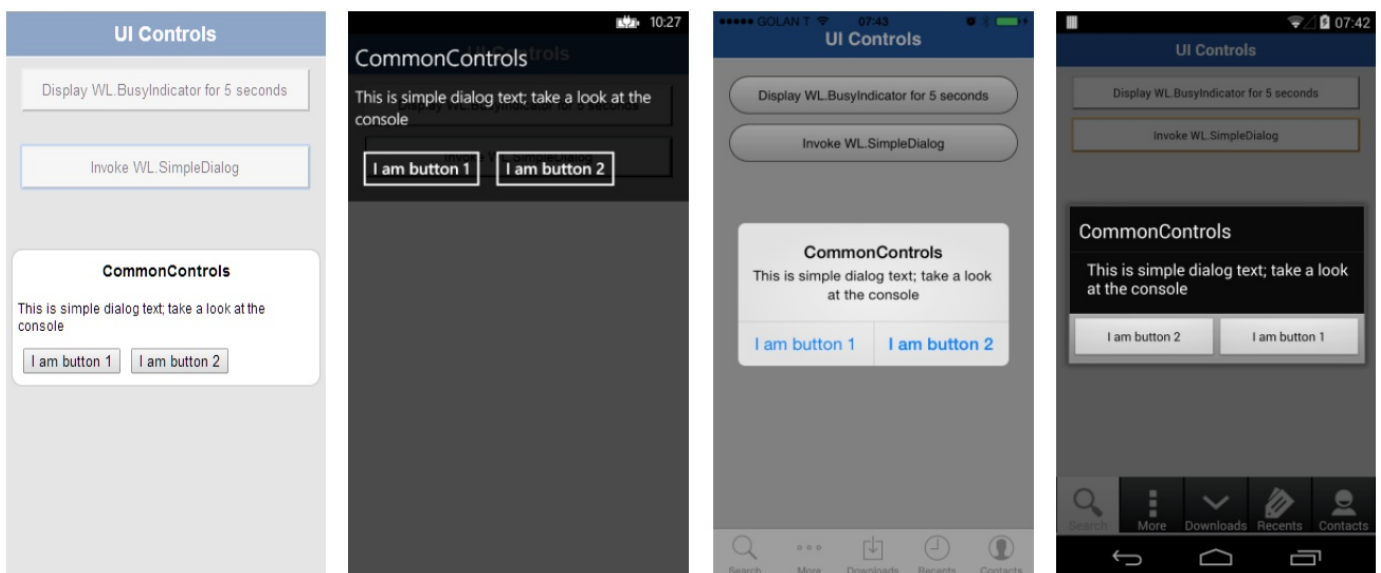 UI Controls
Display WL.BusyIndicator for 5 seconds
Invoke WL.SimpleDialog
CommonControls
This is simple dialog text; take a look at the
console
I am button 1
I am button 2
10:27
UI Controls
CommonControls
This is simple dialog text; take a look at the
console
I am button 1
I am button 2
GOLAN T 07:43
UI Controls
Display WL.BusyIndicator for 5 seconds
Invoke WL.SimpleDialog
CommonControls
This is simple dialog text; take a look
at the console
I am button 1
I am button 2
Search More Downloads Recents Contacts
07:42
UI Controls
Display WL.BusyIndicator for 5 seconds
Invoke WL.SimpleDialog
CommonControls
This is simple dialog text; take a look
at the console
I am button 2
I am button 1
Search More Downloads Recents Contacts